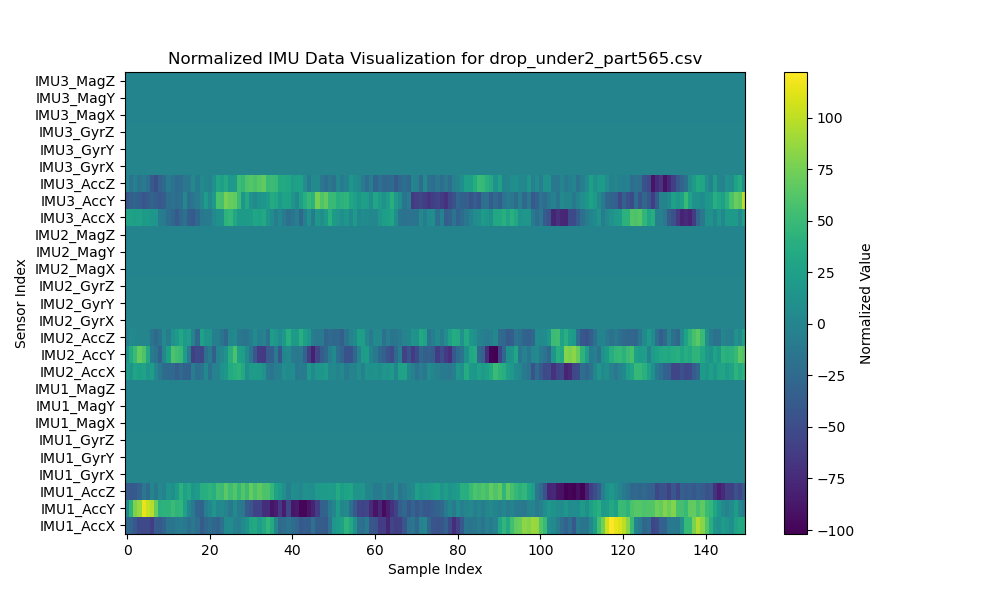 Normalized IMU Data Visualization for drop_under2_part565.csv
IMU3_MagZ
IMU3_MagY
IMU3_MagX
IMU3_GyrZ
IMU3_GyrY
IMU3_GyrX
IMU3_AccZ
IMU3_AccY
IMU3_AccX
IMU2_MagZ
IMU2_MagY
IMU2_MagX
IMU2_GyrZ
IMU2_GyrY
IMU2_GyrX
IMU2_AccZ
IMU2_AccY
IMU2_AccX
IMU1_MagZ
IMU1_MagY
IMU1_MagX
IMU1_GyrZ
IMU1_GyrY
IMU1_GyrX
IMU1_AccZ
IMU1_AccY
IMU1_AccX
Sensor Index
0 20 40 60 80 100 120 140
Sample Index
100
75
50
25
0
−25
−50
−75
−100
Normalized Value